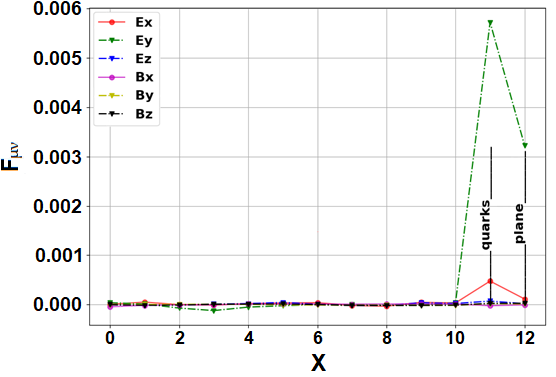 0.006
0.005
0.004
0.003
0.002
0.001
0.000
Fμν
Ex
Ey
Ez
Bx
By
Bz
quarks
plane
0 2 4 6 8 10 12
X